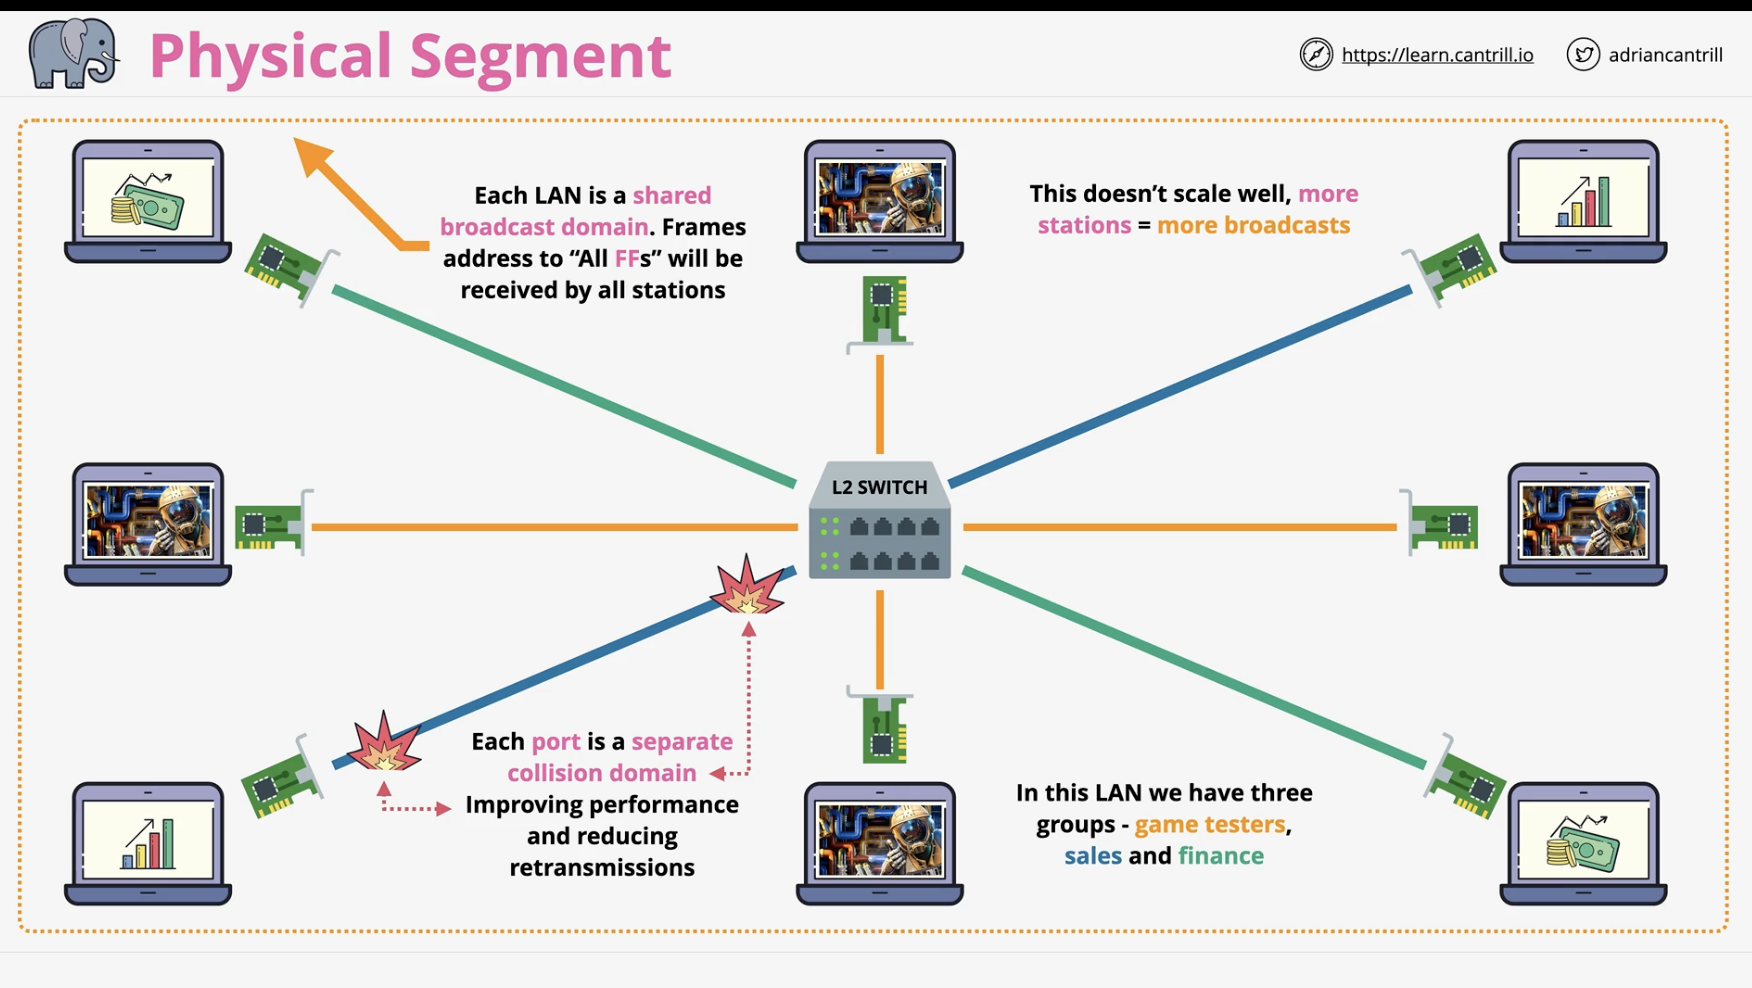 Physical Segment
https://learn.cantrill.io
adriancantrill
Each LAN is a shared
broadcast domain. Frames
address to “All FFs” will be
received by all stations
This doesn’t scale well, more
stations = more broadcasts
L2 SWITCH
Each port is a separate
collision domain
Improving performance
and reducing
retransmissions
In this LAN we have three
groups - game testers,
sales and finance